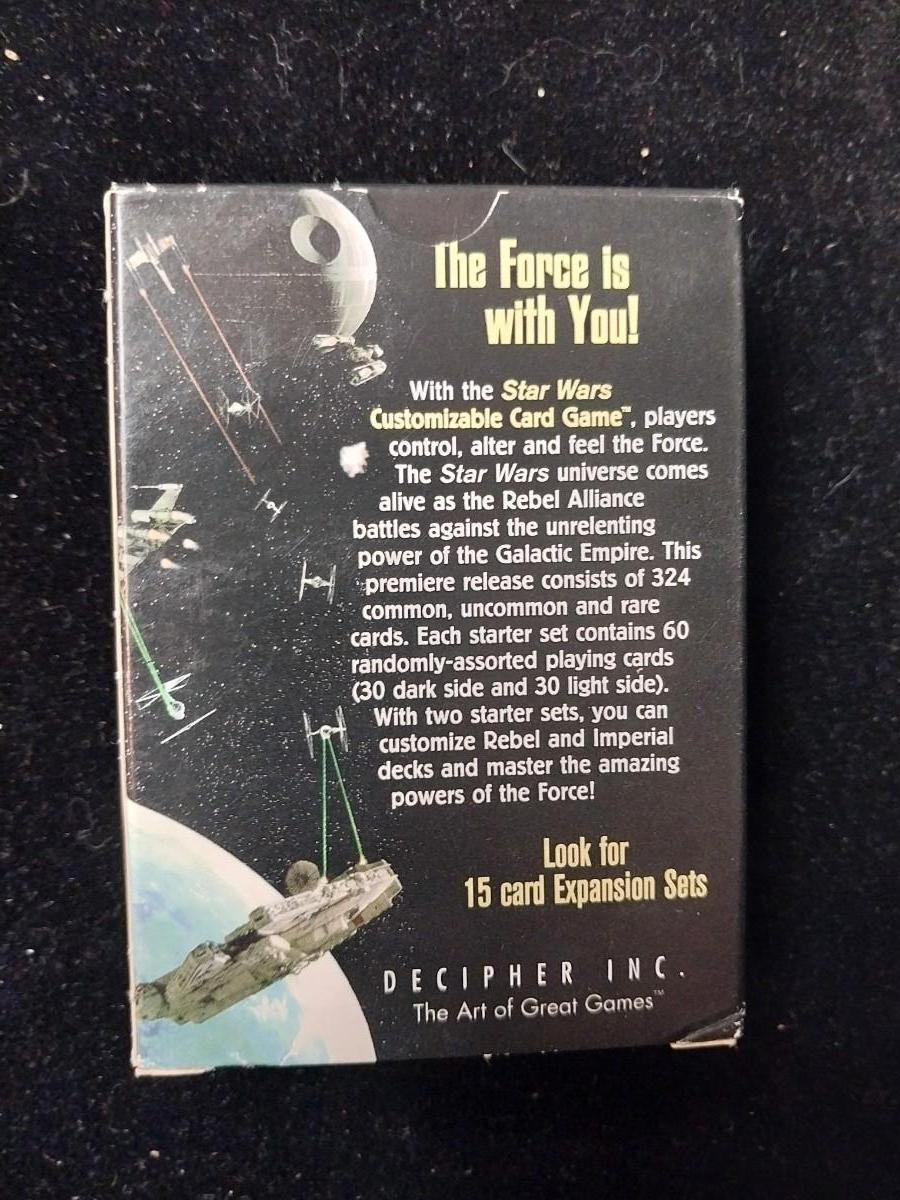 The Force is
with You!
With the Star Wars
Customizable Card Game™, players
control, alter and feel the Force.
The Star Wars universe comes
alive as the Rebel Alliance
battles against the unrelenting
power of the Galactic Empire. This
premiere release consists of 324
common, uncommon and rare
cards. Each starter set contains 60
randomly-assorted playing cards
(30 dark side and 30 light side).
With two starter sets, you can
customize Rebel and Imperial
decks and master the amazing
powers of the Force!
Look for
15 card Expansion Sets
DECIPHER INC.
The Art of Great Games™